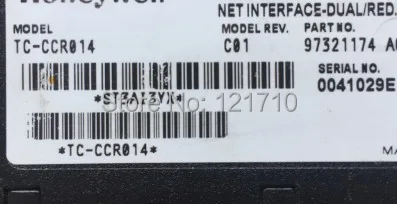 Honeywell
NET INTERFACE-DUAL/RED.
MODEL MODEL REV. PART NO.
TC-CCR014 C01 97321174
SERIAL NO.
0041029E
Store No: 121710
*TC-CCR014*